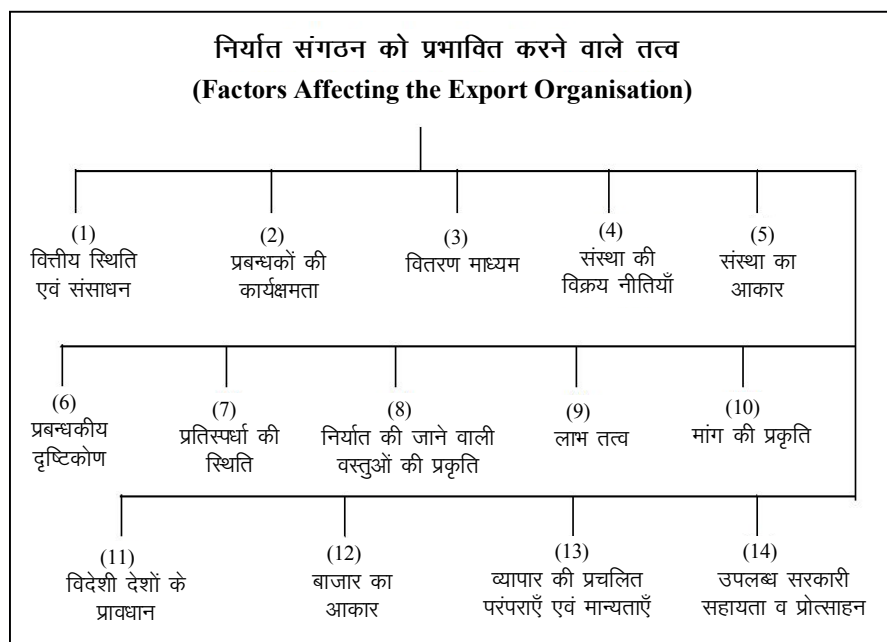 निर्यात संगठन को प्रभावित करने वाले तत्व
(Factors Affecting the Export Organisation)
(1)
वित्तीय स्थिति
एवं संसाधन
(2)
प्रबन्धकों की
कार्यक्षमता
(3)
वितरण माध्यम
(4)
संस्था की
विक्रय नीतियाँ
(5)
संस्था का
आकार
(6)
प्रबन्धकीय
दृष्टिकोण
(7)
प्रतिस्पर्धा की
स्थिति
(8)
निर्यात की जाने वाली
वस्तुओं की प्रकृति
(9)
लाभ तत्व
(10)
मांग की प्रकृति
(11)
विदेशी देशों के
प्रावधान
(12)
बाजार का
आकार
(13)
व्यापार की प्रचलित
परंपराएँ एवं मान्यताएँ
(14)
उपलब्ध सरकारी
सहायता व प्रोत्साहन